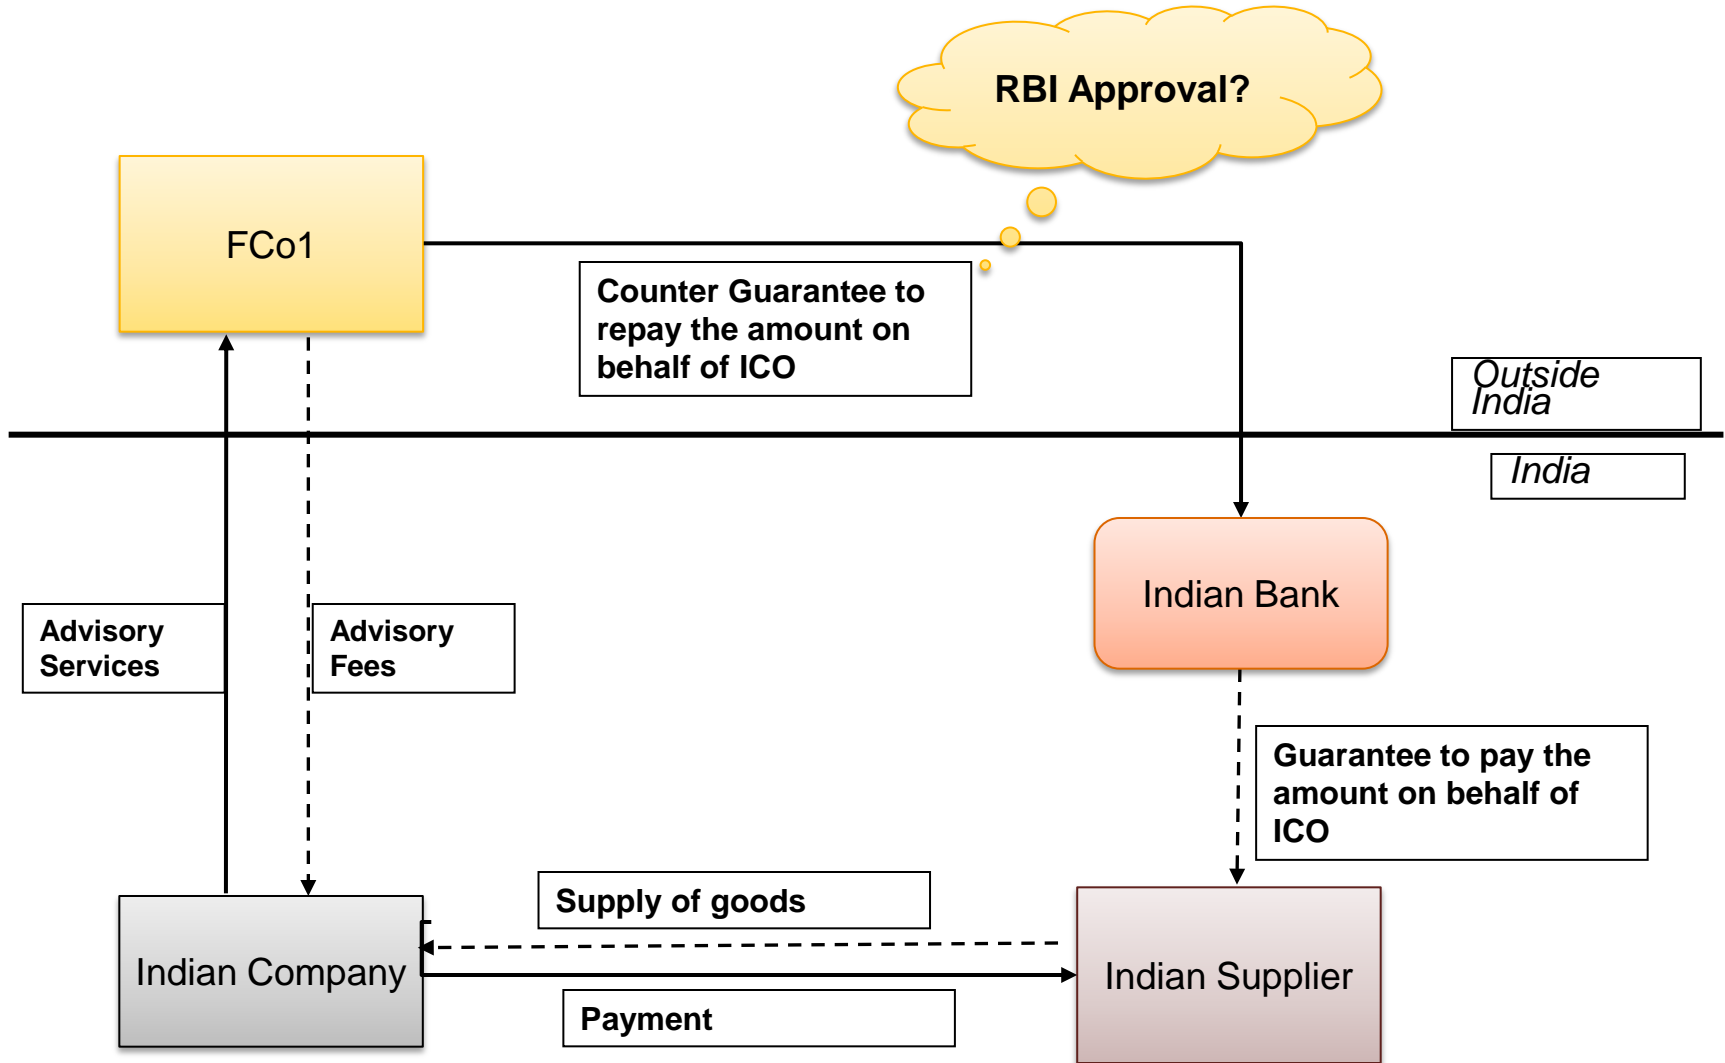 RBI Approval?
FCo1
Counter Guarantee to
repay the amount on
behalf of ICO
Outside
India
India
Indian Bank
Advisory
Services
Advisory
Fees
Guarantee to pay the
amount on behalf of
ICO
Supply of goods
Indian Company
Indian Supplier
Payment